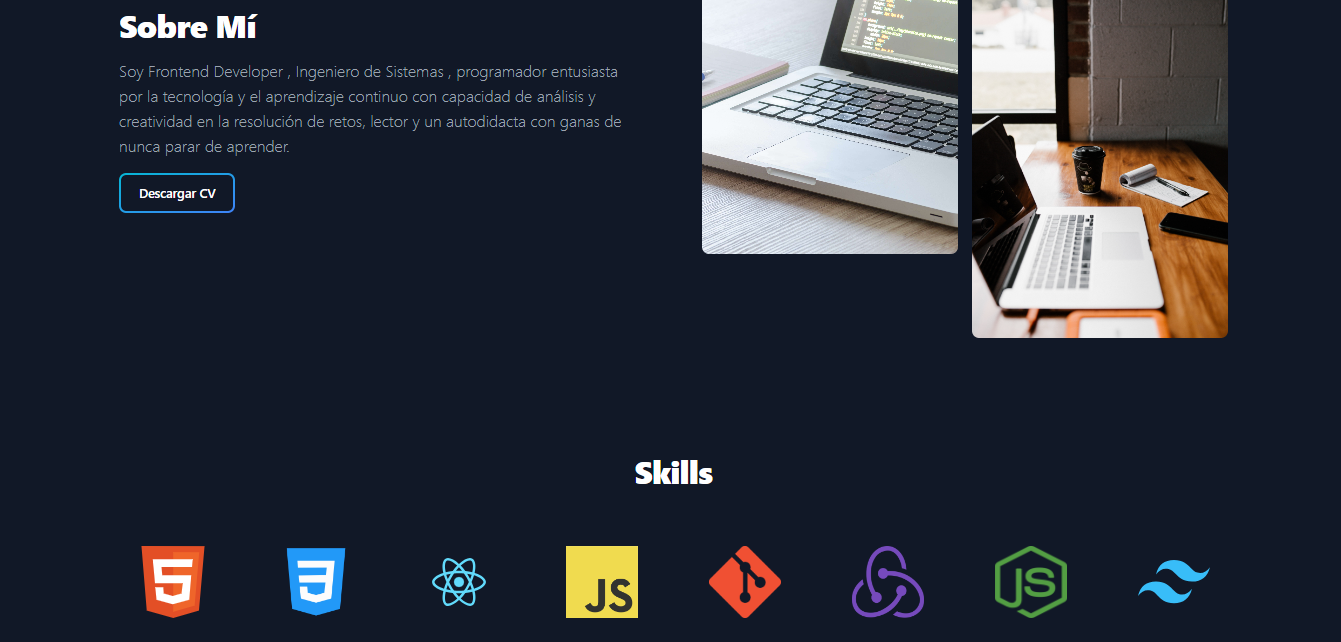 Sobre Mí
Soy Frontend Developer , Ingeniero de Sistemas , programador entusiasta
por la tecnología y el aprendizaje continuo con capacidad de análisis y
creatividad en la resolución de retos, lector y un autodidacta con ganas de
nunca parar de aprender.
Descargar CV
Skills
JS
JS